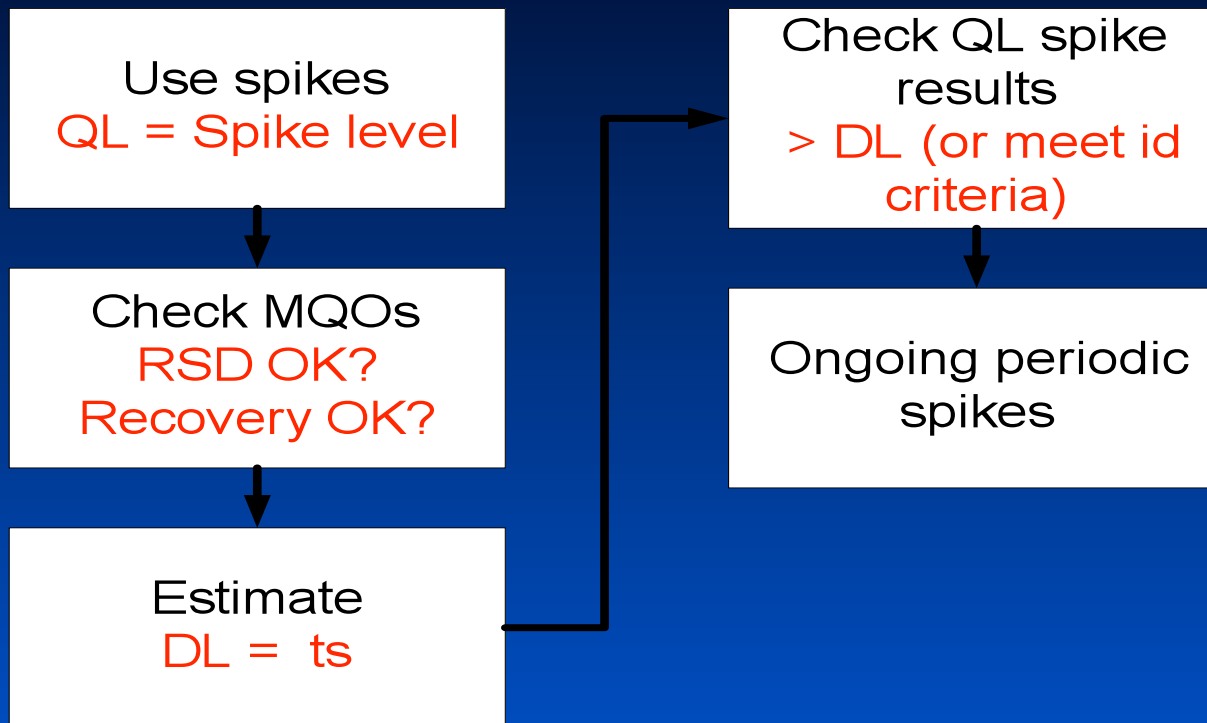 Use spikes
QL = Spike level
Check MQOs
RSD OK?
Recovery OK?
Estimate
DL = ts
Check QL spike
results
> DL (or meet id
criteria)
Ongoing periodic
spikes